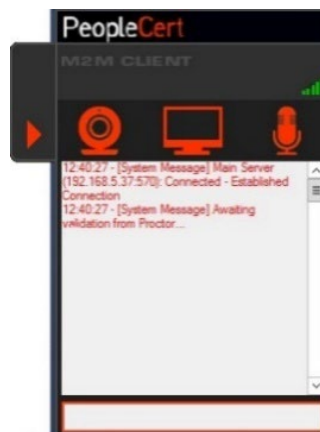 PeopleCert
M2M CLIENT
12:40:27 - [System Message] Main Server
(192.168.5.37:570): Connected - Established
Connection
12:40:27 - [System Message] Awaiting
validation from Proctor...